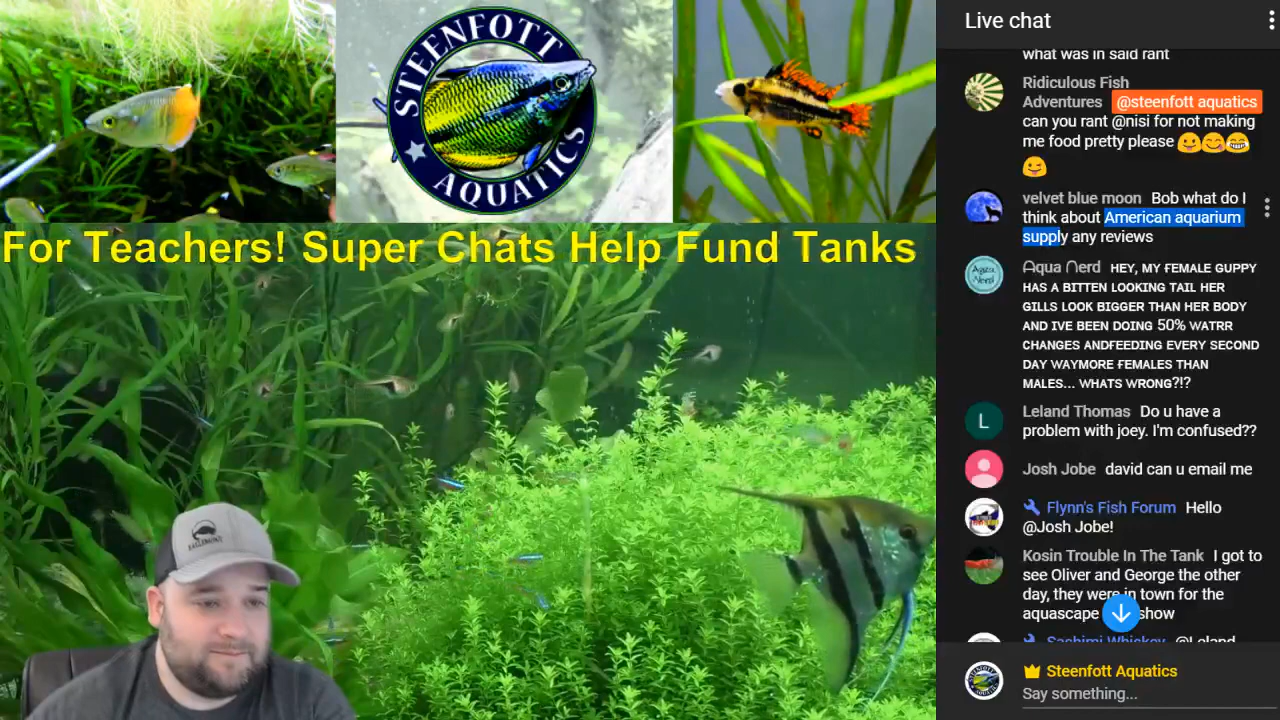 STEENFOTT
AQUATICS
For Teachers! Super Chats Help Fund Tanks
Live chat
what was in said rant
Ridiculous Fish
Adventures @steenfott aquatics
can you rant @nisi for not making
me food pretty please
velvet blue moon Bob what do I
think about American aquarium
supply any reviews
Aqua Nerd HEY, MY FEMALE GUPPY
HAS A BITTEN LOOKING TAIL HER
GILLS LOOK BIGGER THAN HER BODY
AND IVE BEEN DOING 50% WATRR
CHANGES ANDFEEDING EVERY SECOND
DAY WAYMORE FEMALES THAN
MALES... WHATS WRONG?!?
L
Leland Thomas Do you have a
problem with joey. I'm confused??
Josh Jobe david can u email me
Flynn's Fish Forum Hello
@Josh Jobe!
Kosin Trouble In The Tank I got to
see Oliver and George the other
day, they were in town for the
aquascape show
Sashimi Whiskey @Leland
Steenfott Aquatics
Say something...